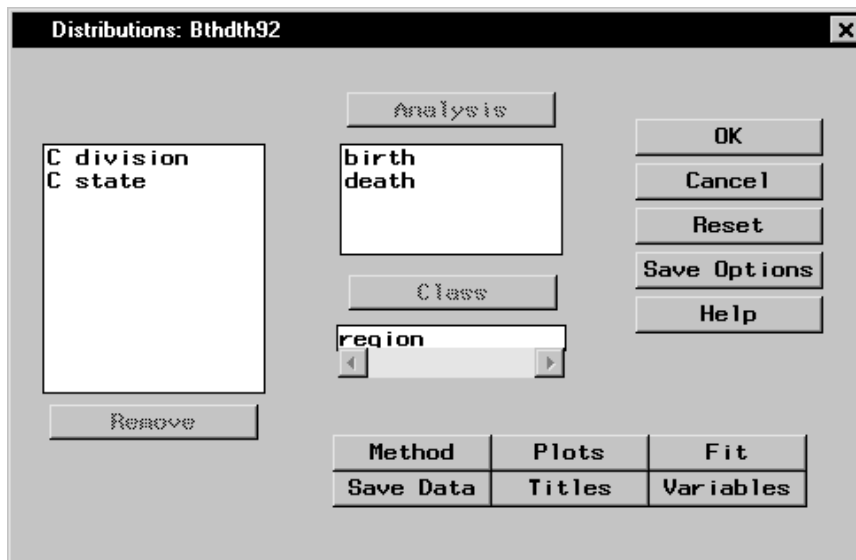 Distributions: Bthdth92
Analysis
C division
C state
birth
death
OK
Cancel
Reset
Save Options
Help
Class
region
Remove
Method
Plots
Fit
Save Data
Titles
Variables